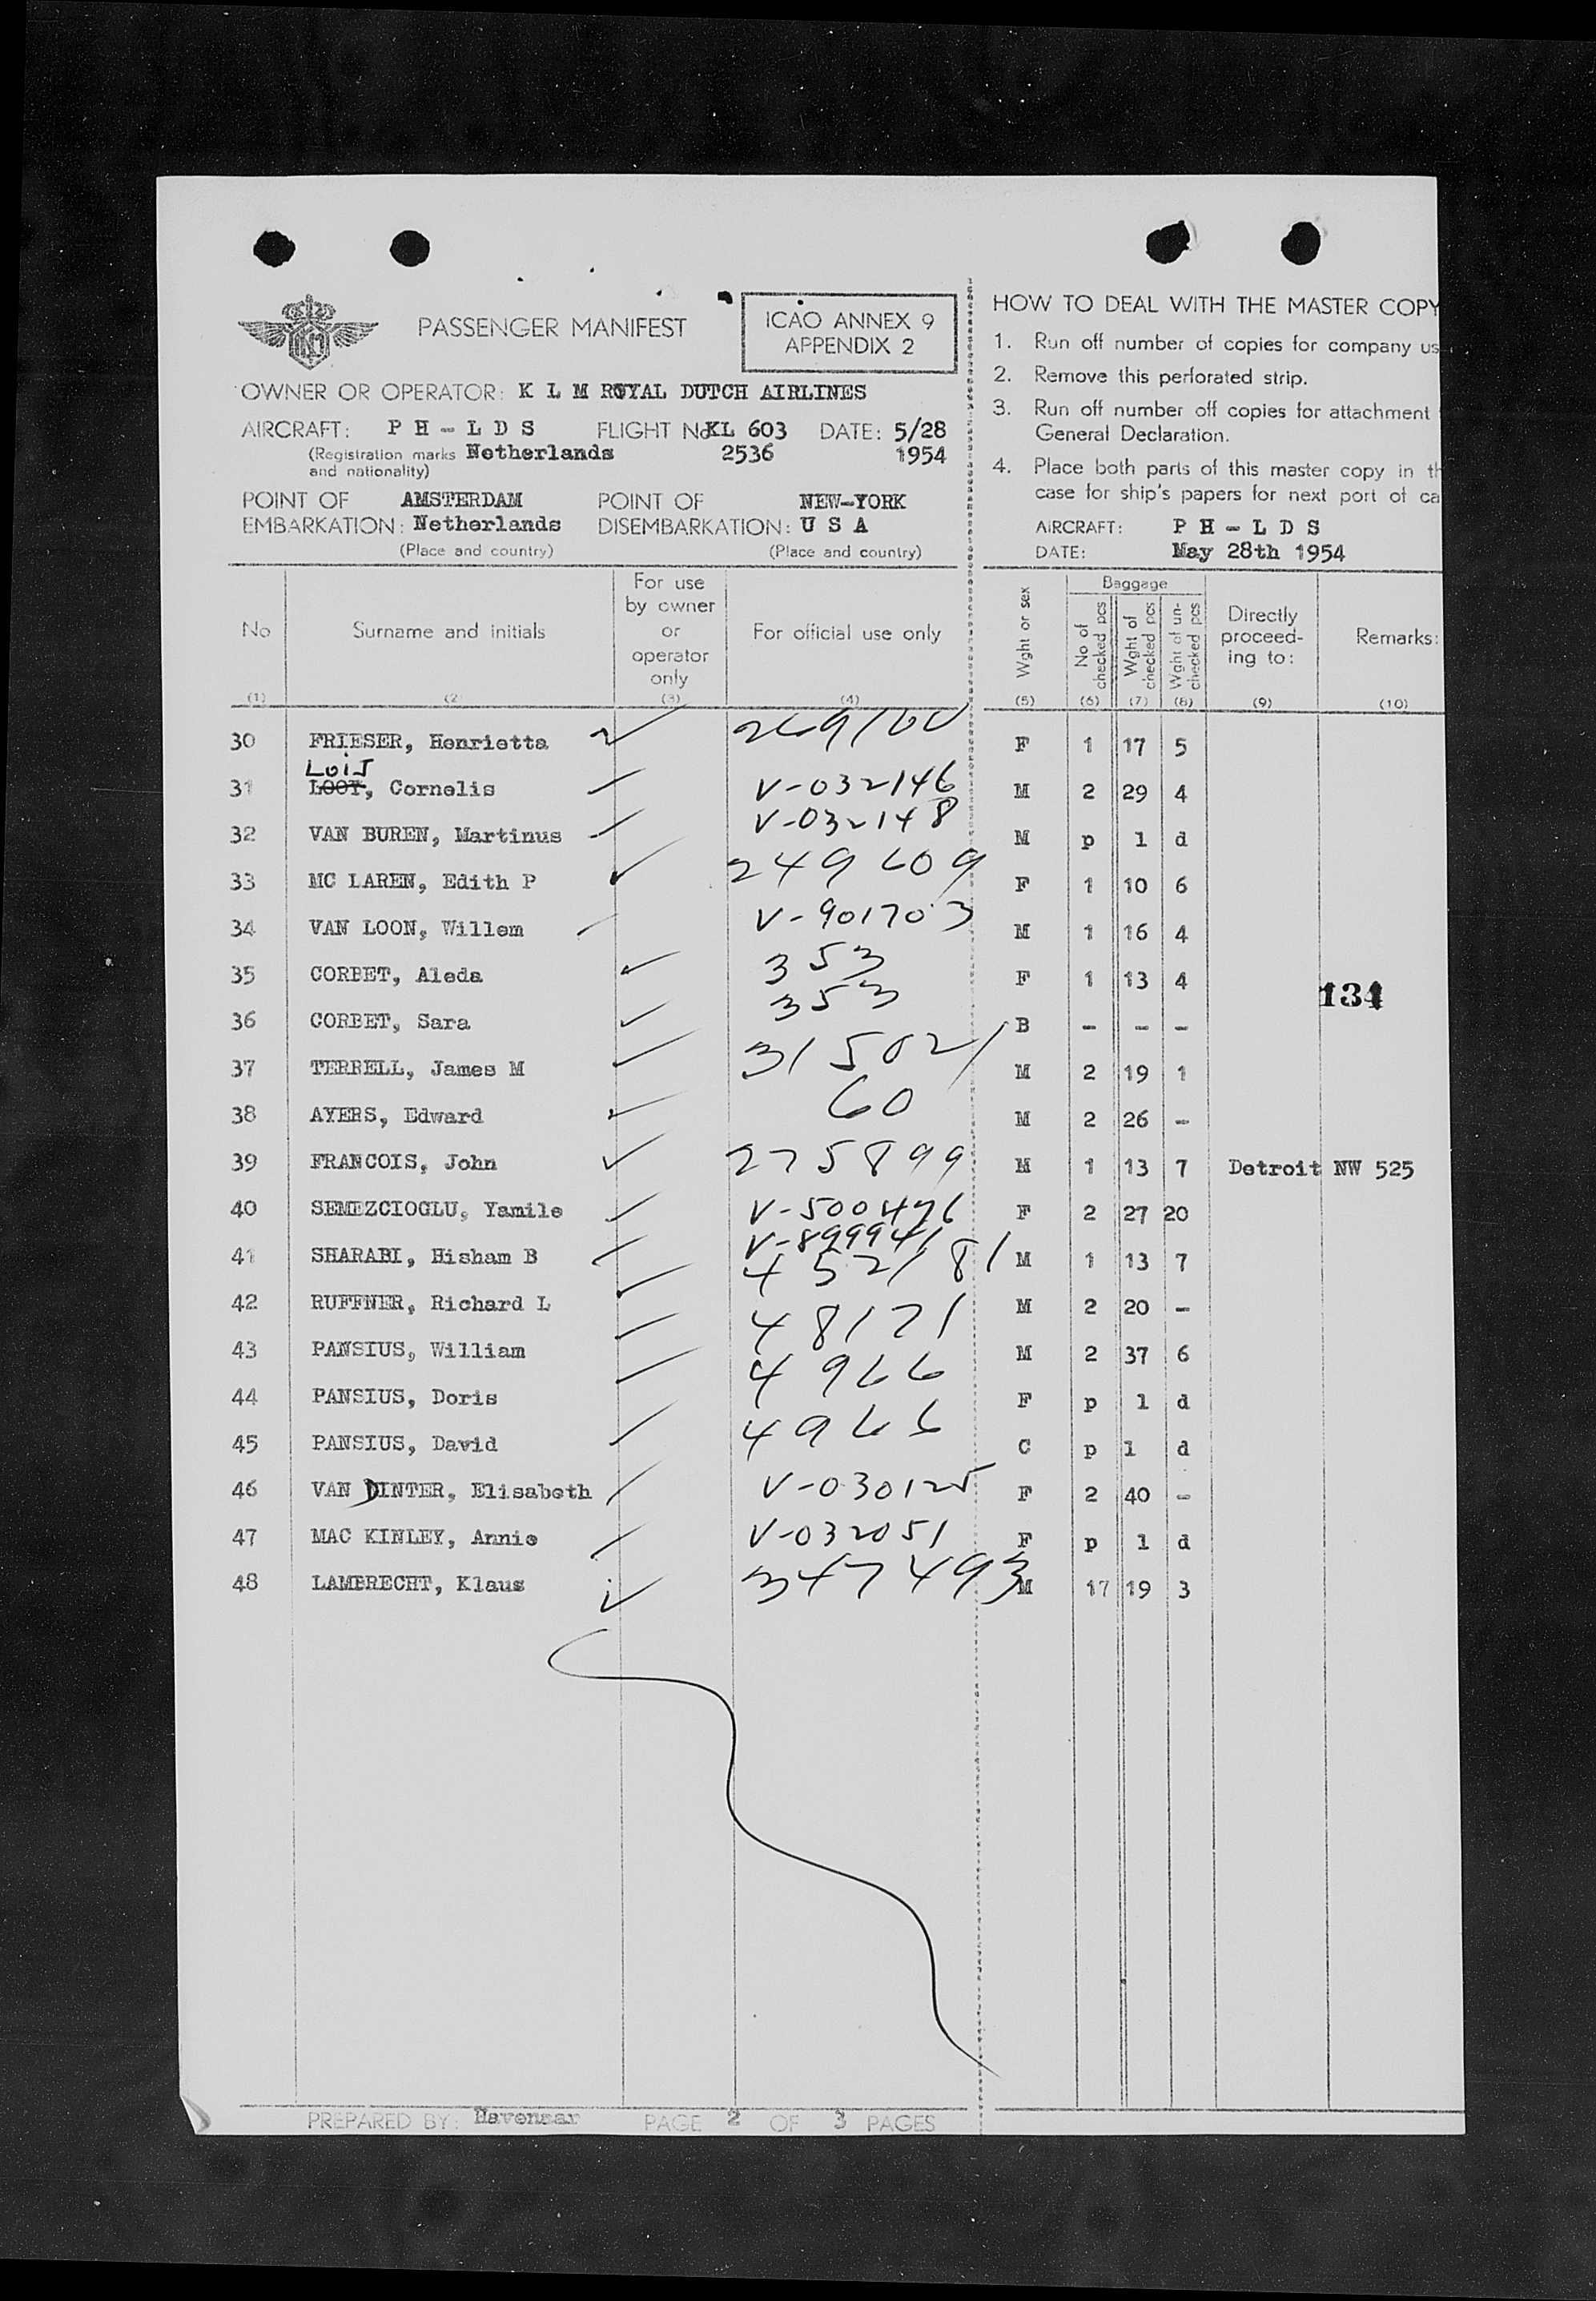 PASSENGER MANIFEST
ICAO ANNEX 9
APPENDIX 2
OWNER OR OPERATOR: K L M ROYAL DUTCH AIRLINES
AIRCRAFT: P H - L D S FLIGHT No KL 603 DATE: 5/28
(Registration marks Netherlands 2536 1954
and nationality)
POINT OF AMSTERDAM POINT OF NEW-YORK
EMBARKATION: Netherlands DISEMBARKATION: U S A
(Place and country) (Place and country)
HOW TO DEAL WITH THE MASTER COPY
1. Run off number of copies for company us
2. Remove this perforated strip.
3. Run off number off copies for attachment
General Declaration.
4. Place both parts of this master copy in th
case for ship's papers for next port of ca
AIRCRAFT: P H - L D S
DATE: May 28th 1954
No Surname and initials For use by owner or operator only For official use only Wght or sex Baggage No of checked pcs Wght of checked pcs Wght of un-checked pcs Directly proceed-ing to: Remarks:
(1) (2) (3) (4) (5) (6) (7) (8) (9) (10)
30 FRIESER, Henrietta F 1 17 5
Lois
31 LOOT, Cornelis V-032146 M 2 29 4
32 VAN BUREN, Martinus V-032148 M p 1 d
33 MC LAREN, Edith P 249609 F 1 10 6
34 VAN LOON, Willem V-901703 M 1 16 4
35 CORBET, Aleda 353 F 1 13 4
134
36 CORBET, Sara 353 B - - -
37 TERRELL, James M 315021 M 2 19 1
38 AYERS, Edward 60 M 2 26 -
39 FRANCOIS, John 275899 M 1 13 7 Detroit NW 525
40 SEMIZCIOGLU, Yamile V-500476 F 2 27 20
41 SHARABI, Hisham B V-899941 M 1 13 7
42 RUFFNER, Richard L 452181 M 2 20 -
43 PANSIUS, William 48171 M 2 37 6
44 PANSIUS, Doris 4966 F p 1 d
45 PANSIUS, David 4966 C p 1 d
46 VAN DINTER, Elisabeth V-030125 F 2 40 -
47 MAC KINLEY, Annie V-032051 F p 1 d
48 LAMBRECHT, Klaus 347493 M 17 19 3
PREPARED BY: PAGE 2 OF 3 PAGES